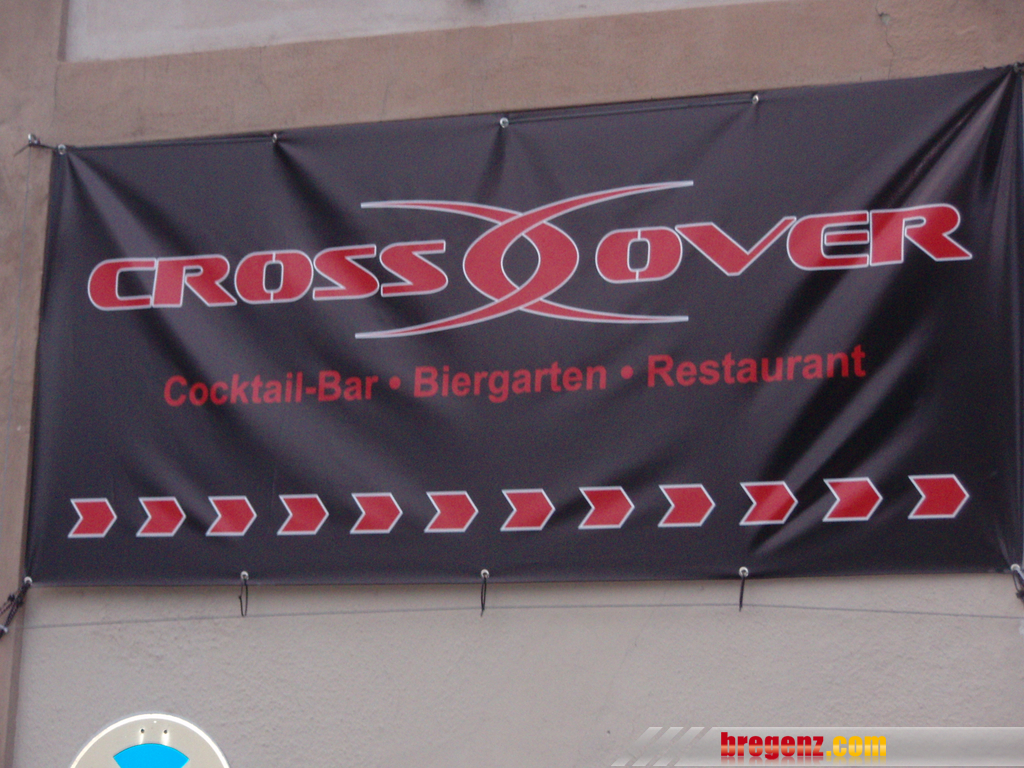 CROSS OVER
Cocktail-Bar • Biergarten • Restaurant
bregenz.com